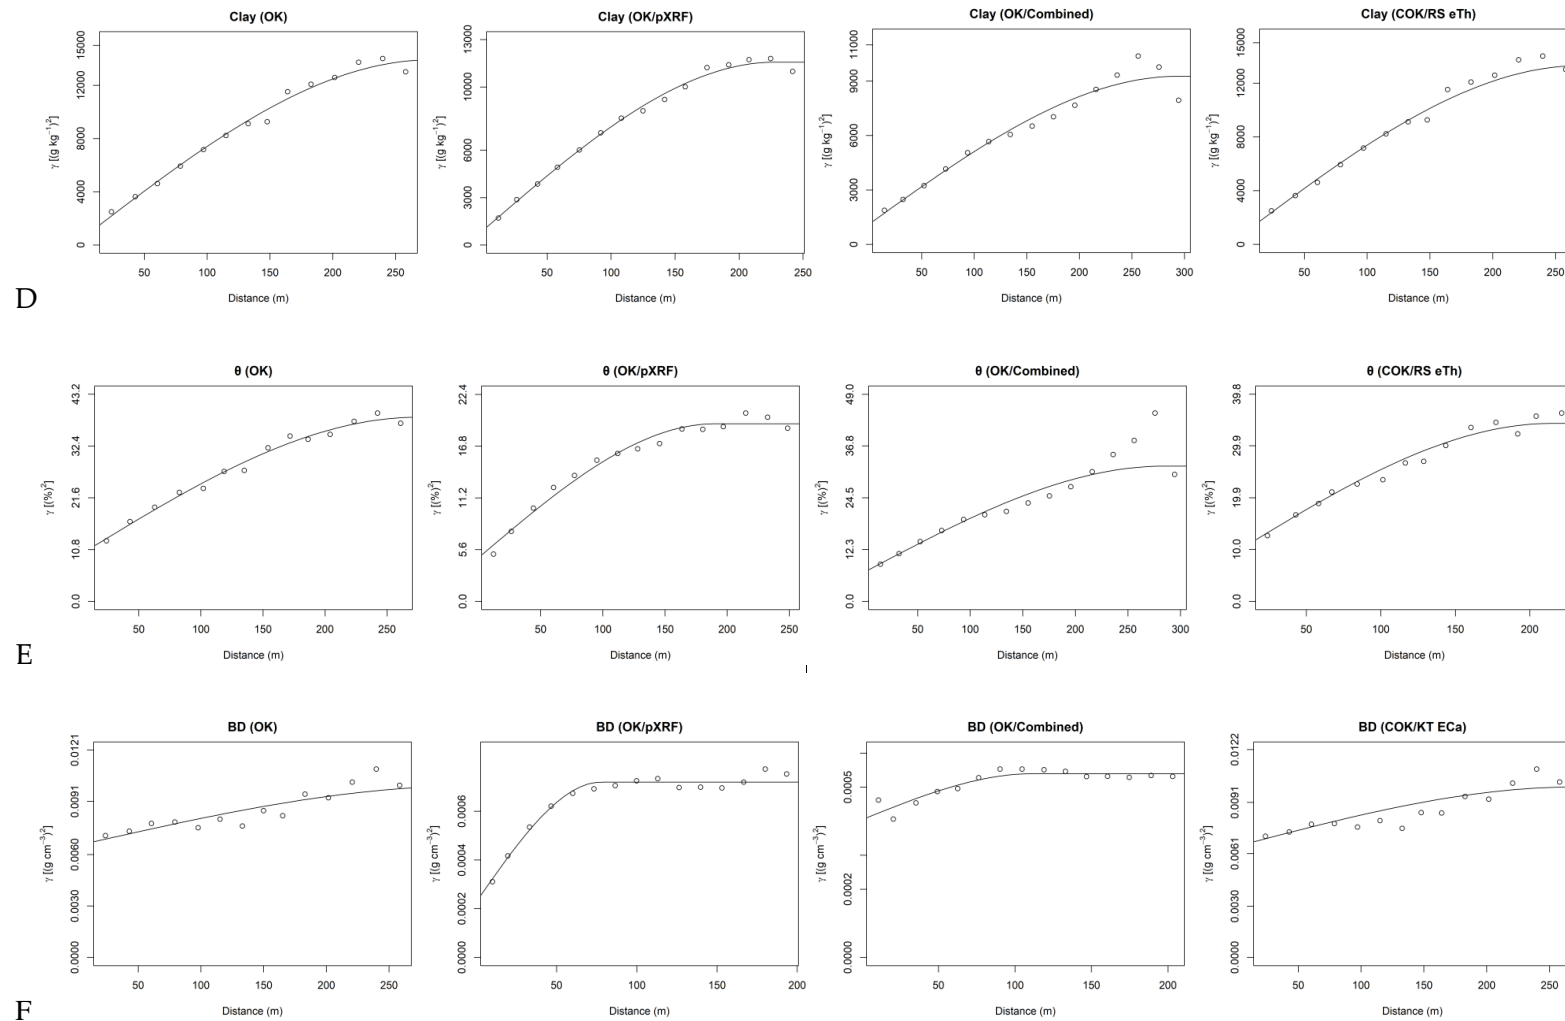 Clay (OK)
γ [(g kg⁻¹)²]
15000
12000
8000
4000
0
50 100 150 200 250
Distance (m)
Clay (OK/pXRF)
γ [(g kg⁻¹)²]
13000
10000
6000
3000
0
50 100 150 200 250
Distance (m)
Clay (OK/Combined)
γ [(g kg⁻¹)²]
11000
9000
6000
3000
0
50 100 150 200 250 300
Distance (m)
Clay (COK/RS eTh)
γ [(g kg⁻¹)²]
15000
12000
8000
4000
0
50 100 150 200 250
Distance (m)
D
θ (OK)
γ [(%)²]
43.2
32.4
21.6
10.8
0.0
50 100 150 200 250
Distance (m)
θ (OK/pXRF)
γ [(%)²]
22.4
16.8
11.2
5.6
0.0
50 100 150 200 250
Distance (m)
θ (OK/Combined)
γ [(%)²]
49.0
36.8
24.5
12.3
0.0
50 100 150 200 250 300
Distance (m)
θ (COK/RS eTh)
γ [(%)²]
39.8
29.9
19.9
10.0
0.0
50 100 150 200
Distance (m)
E
BD (OK)
γ [(g cm⁻³)²]
0.0121
0.0091
0.0060
0.0030
0.0000
50 100 150 200 250
Distance (m)
BD (OK/pXRF)
γ [(g cm⁻³)²]
0.0006
0.0004
0.0002
0.0000
50 100 150 200
Distance (m)
BD (OK/Combined)
γ [(g cm⁻³)²]
0.0005
0.0002
0.0000
50 100 150 200
Distance (m)
BD (COK/KT ECa)
γ [(g cm⁻³)²]
0.0122
0.0091
0.0061
0.0030
0.0000
50 100 150 200 250
Distance (m)
F